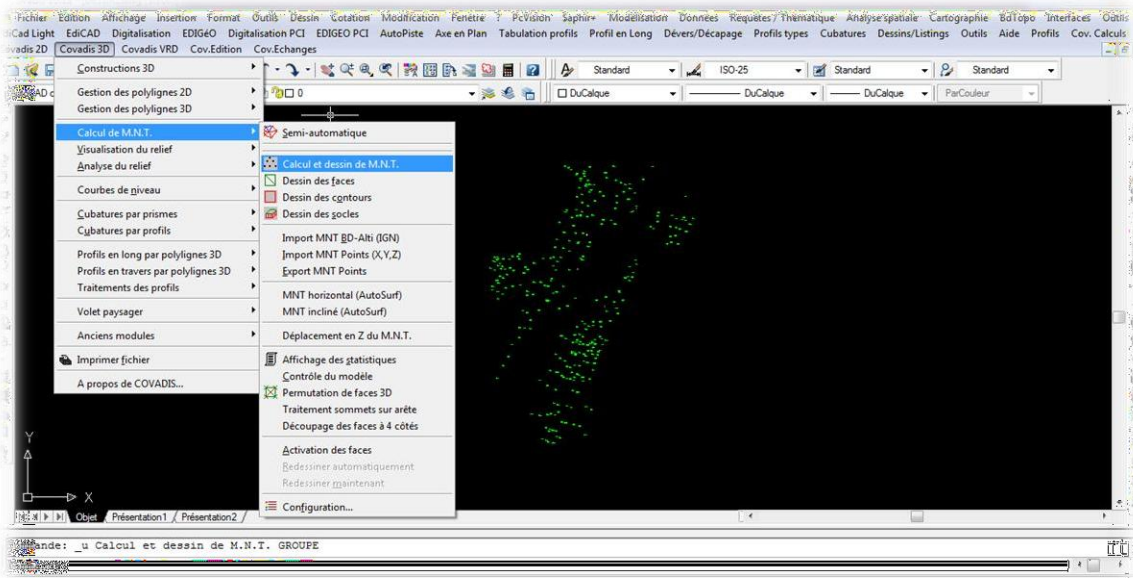 Fichier Edition Affichage Insertion Format Outils Dessin Cotation Modification Fenêtre ? PcVision Saphir+ Modélisation Données Requêtes / Thématique Analyse spatiale Cartographie BdTopo Interfaces Outils
Cad Light EdiCAD Digitalisation EDIGéO Digitalisation PCI EDIGEO PCI AutoPiste Axe en Plan Tabulation profils Profil en Long Dévers/Décapage Profils types Cubatures Dessins/Listings Outils Aide Profils Cov. Calculs
vadis 2D Covadis 3D Covadis VRD Cov.Edition Cov.Echanges
Standard ISO-25 Standard Standard
0 DuCalque DuCalque DuCalque ParCouleur
Constructions 3D
Gestion des polylignes 2D
Gestion des polylignes 3D
Calcul de M.N.T.
Visualisation du relief
Analyse du relief
Courbes de niveau
Cubatures par prismes
Cubatures par profils
Profils en long par polylignes 3D
Profils en travers par polylignes 3D
Traitements des profils
Volet paysager
Anciens modules
Imprimer fichier
A propos de COVADIS...
Semi-automatique
Calcul et dessin de M.N.T.
Dessin des faces
Dessin des contours
Dessin des socles
Import MNT BD-Alti (IGN)
Import MNT Points (X,Y,Z)
Export MNT Points
MNT horizontal (AutoSurf)
MNT incliné (AutoSurf)
Déplacement en Z du M.N.T.
Affichage des statistiques
Contrôle du modèle
Permutation de faces 3D
Traitement sommets sur arête
Découpage des faces à 4 côtés
Activation des faces
Redessiner automatiquement
Redessiner maintenant
Configuration...
Y
X
Objet Présentation1 Présentation2
ande: _u Calcul et dessin de M.N.T. GROUPE